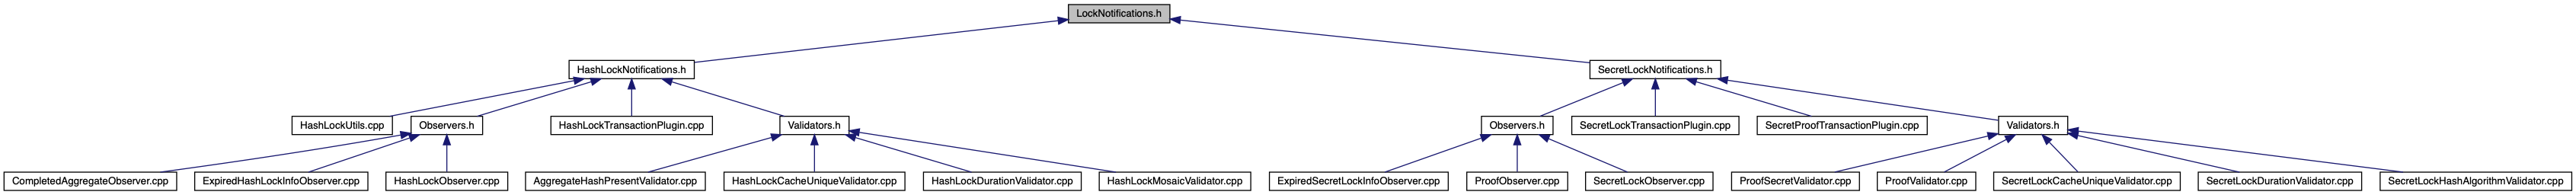 LockNotifications.h
HashLockNotifications.h
SecretLockNotifications.h
HashLockUtils.cpp
Observers.h
HashLockTransactionPlugin.cpp
Validators.h
Observers.h
SecretLockTransactionPlugin.cpp
SecretProofTransactionPlugin.cpp
Validators.h
CompletedAggregateObserver.cpp
ExpiredHashLockInfoObserver.cpp
HashLockObserver.cpp
AggregateHashPresentValidator.cpp
HashLockCacheUniqueValidator.cpp
HashLockDurationValidator.cpp
HashLockMosaicValidator.cpp
ExpiredSecretLockInfoObserver.cpp
ProofObserver.cpp
SecretLockObserver.cpp
ProofSecretValidator.cpp
ProofValidator.cpp
SecretLockCacheUniqueValidator.cpp
SecretLockDurationValidator.cpp
SecretLockHashAlgorithmValidator.cpp